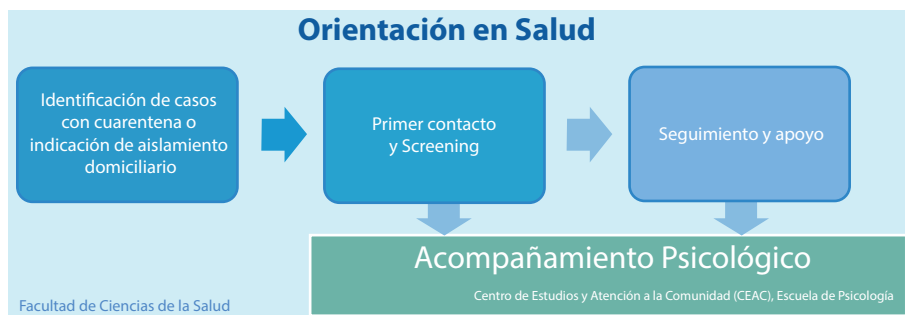 Orientación en Salud
Identificación de casos
con cuarentena o
indicación de aislamiento
domiciliario
Primer contacto
y Screening
Seguimiento y apoyo
Acompañamiento Psicológico
Centro de Estudios y Atención a la Comunidad (CEAC), Escuela de Psicología
Facultad de Ciencias de la Salud